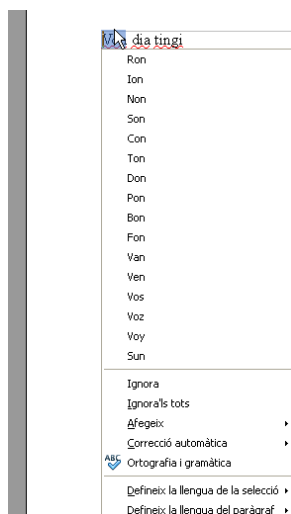 dia tingi
Ron
Ion
Non
Son
Con
Ton
Don
Pon
Bon
Fon
Van
Ven
Vos
Voz
Voy
Sun
Ignora
Ignora'ls tots
Afegeix
Correcció automàtica
ABC Ortografia i gramàtica
Defineix la llengua de la selecció
Defineix la llengua del paràgraf